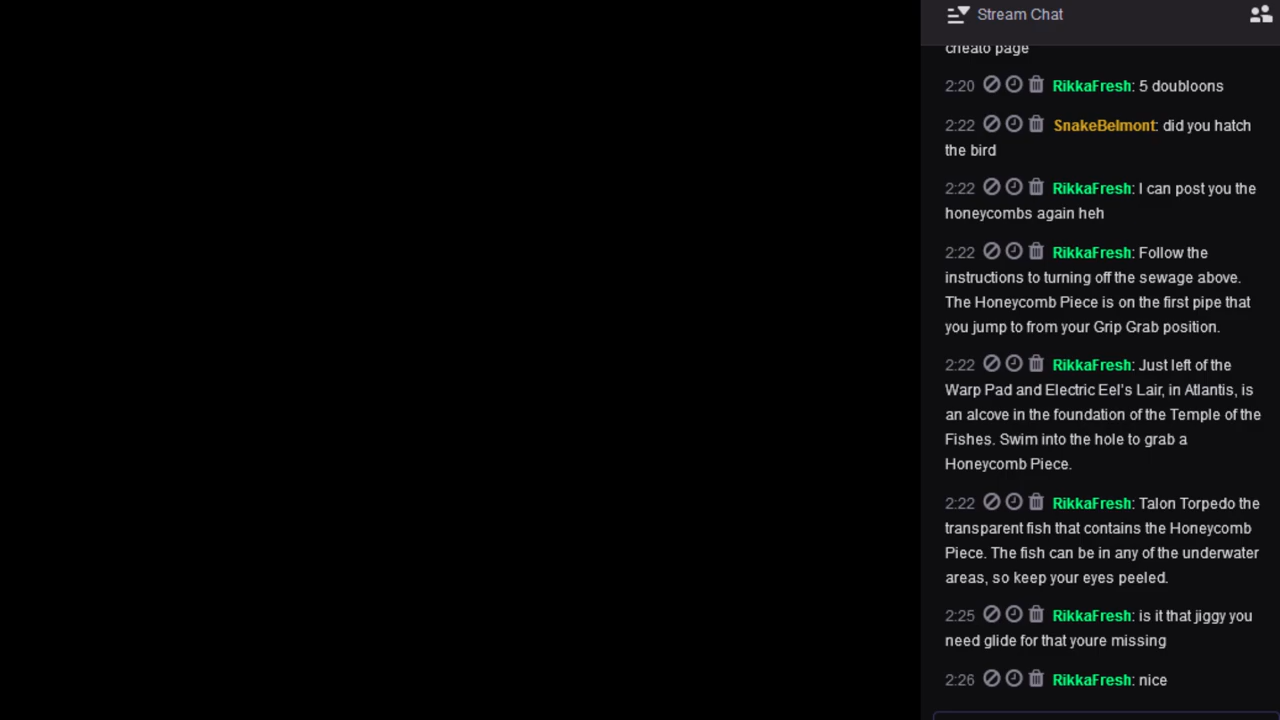 Stream Chat
cheato page
2:20 RikkaFresh: 5 doubloons
2:22 SnakeBelmont: did you hatch
the bird
2:22 RikkaFresh: I can post you the
honeycombs again heh
2:22 RikkaFresh: Follow the
instructions to turning off the sewage above.
The Honeycomb Piece is on the first pipe that
you jump to from your Grip Grab position.
2:22 RikkaFresh: Just left of the
Warp Pad and Electric Eel's Lair, in Atlantis, is
an alcove in the foundation of the Temple of the
Fishes. Swim into the hole to grab a
Honeycomb Piece.
2:22 RikkaFresh: Talon Torpedo the
transparent fish that contains the Honeycomb
Piece. The fish can be in any of the underwater
areas, so keep your eyes peeled.
2:25 RikkaFresh: is it that jiggy you
need glide for that youre missing
2:26 RikkaFresh: nice